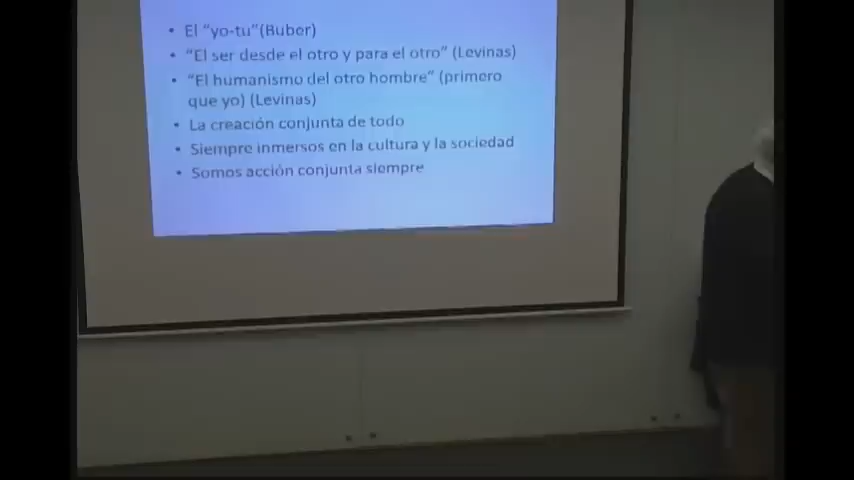 • El "yo-tu"(Buber)
• "El ser desde el otro y para el otro" (Levinas)
• "El humanismo del otro hombre" (primero
que yo) (Levinas)
• La creación conjunta de todo
• Siempre inmersos en la cultura y la sociedad
• Somos acción conjunta siempre